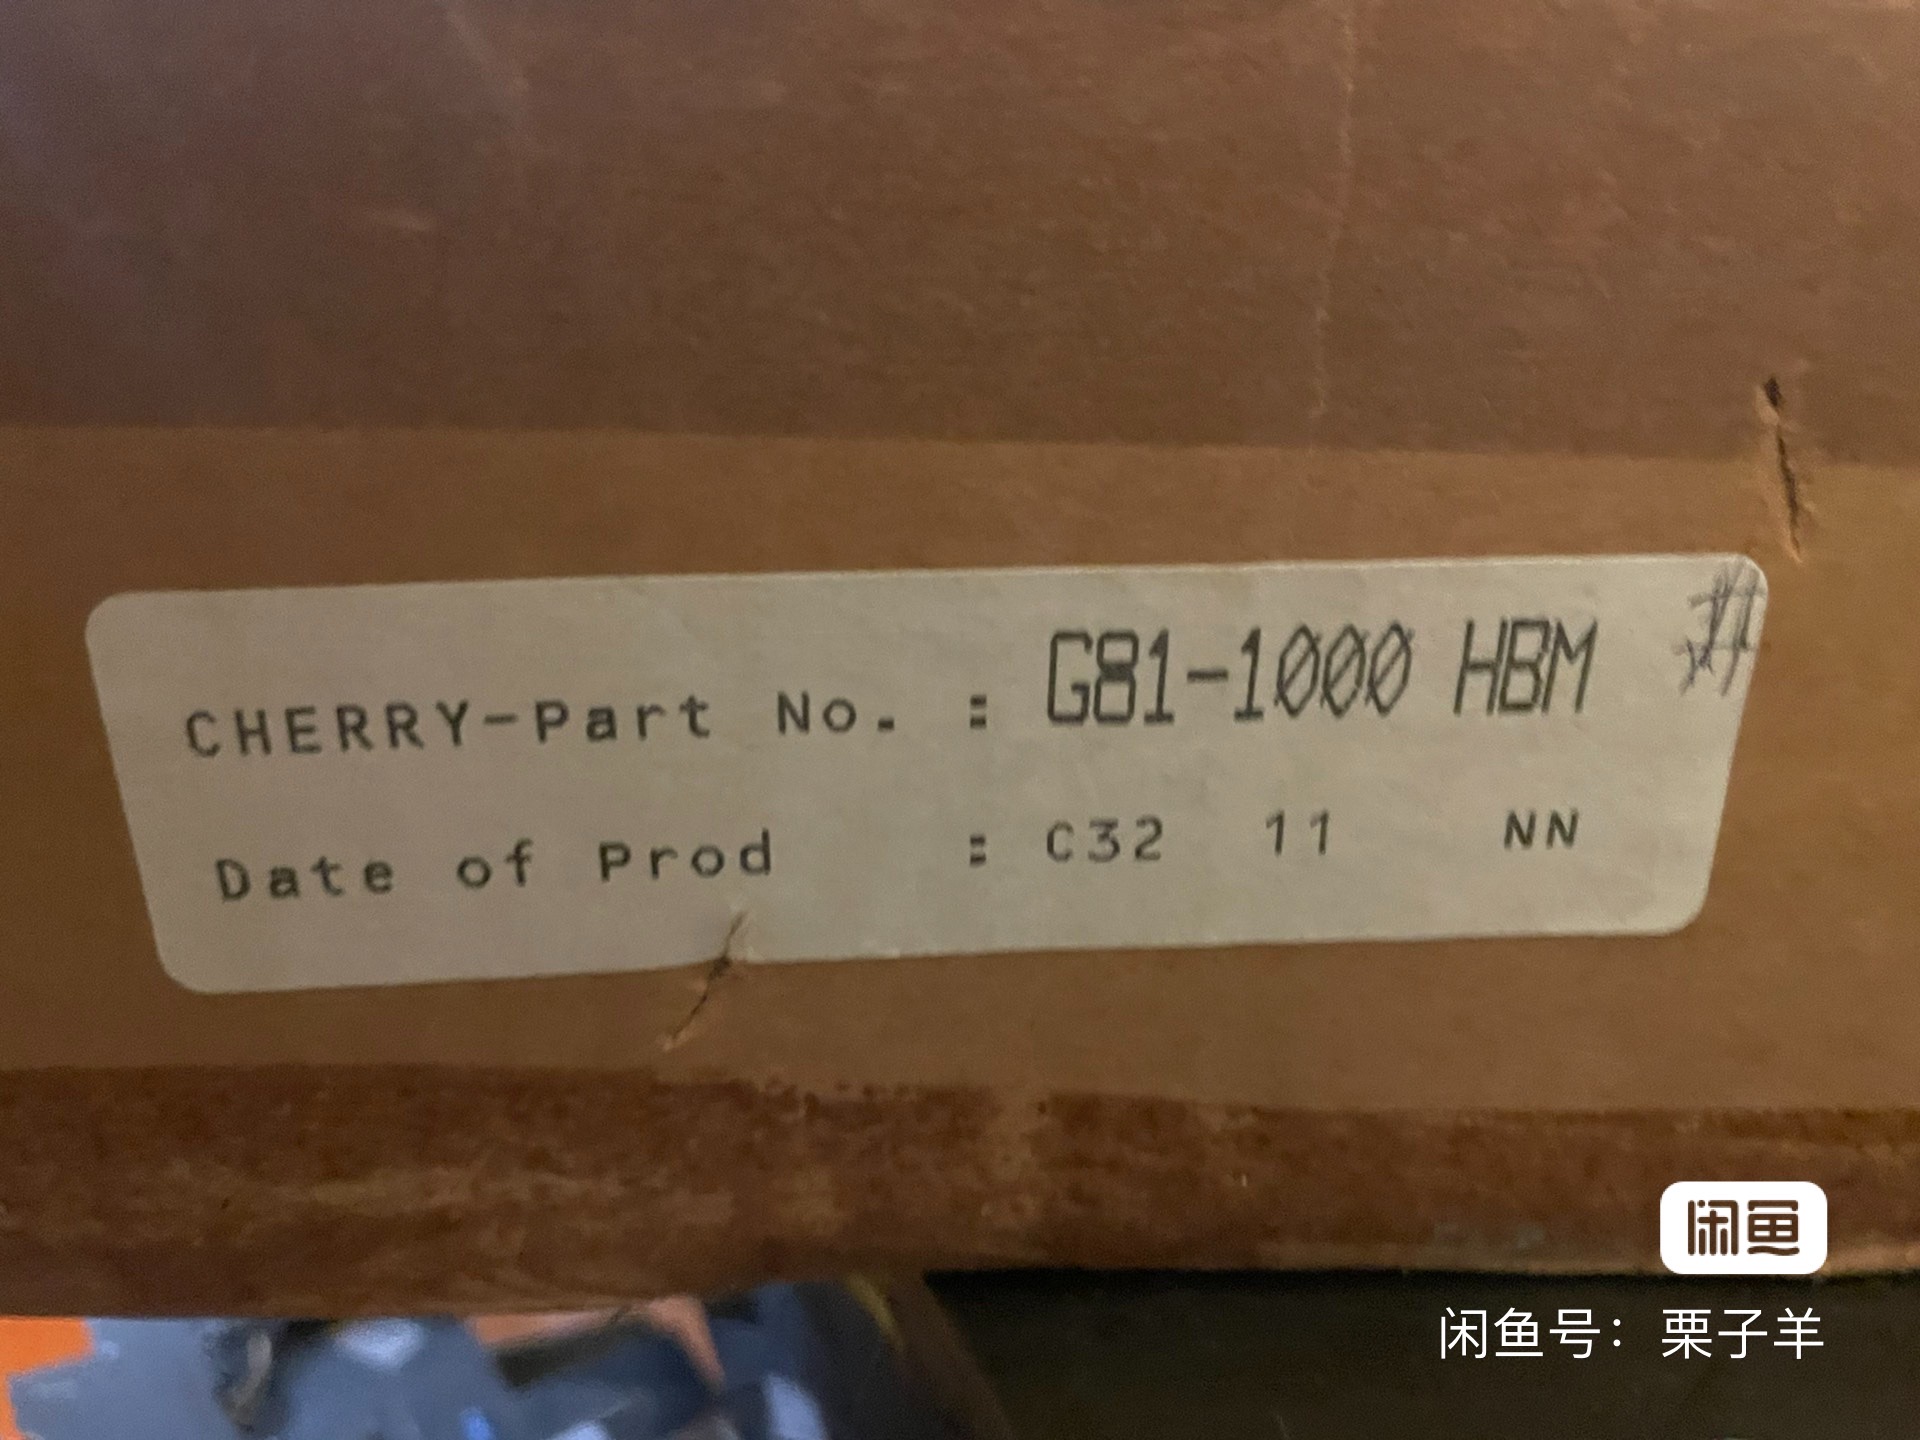 CHERRY-Part No. : G81-1000 HBM #
Date of Prod : C32 11 NN
闲鱼
闲鱼号：栗子羊